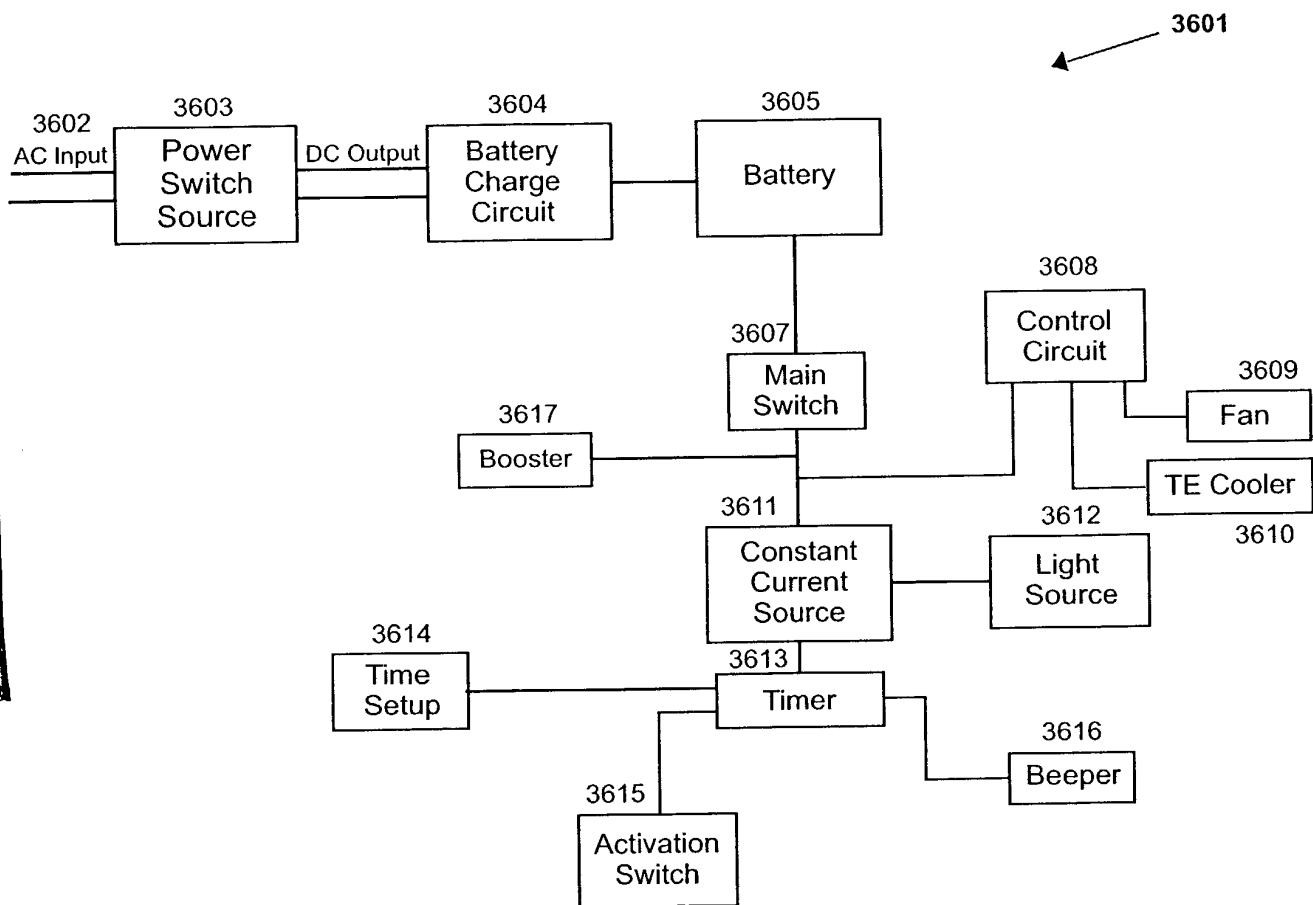 3601
3602
AC Input
3603
Power
Switch
Source
DC Output
3604
Battery
Charge
Circuit
3605
Battery
3607
Main
Switch
3608
Control
Circuit
3609
Fan
TE Cooler
3610
3617
Booster
3611
Constant
Current
Source
3612
Light
Source
3614
Time
Setup
3613
Timer
3616
Beeper
3615
Activation
Switch